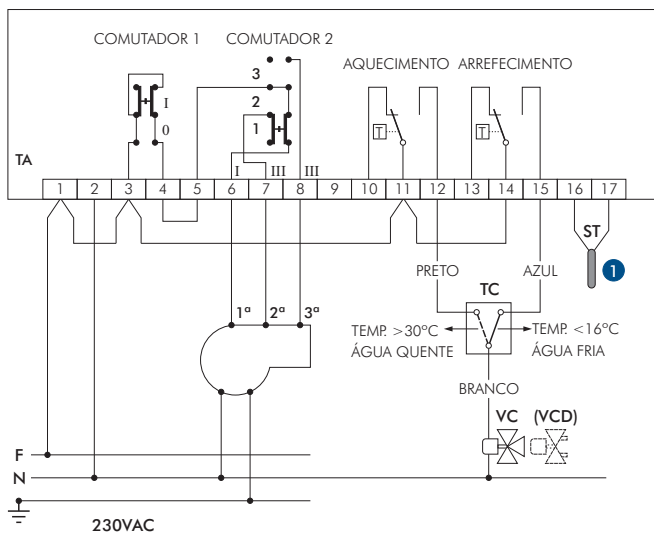 COMUTADOR 1
COMUTADOR 2
AQUECIMENTO
ARREFECIMENTO
3
2
1
I
0
T
T
TA
I
III
III
1
2
3
4
5
6
7
8
9
10
11
12
13
14
15
16
17
ST
1
PRETO
AZUL
TC
1ª
2ª
3ª
TEMP. >30ºC
ÁGUA QUENTE
TEMP. <16ºC
ÁGUA FRIA
BRANCO
VC
(VCD)
F
N
230VAC